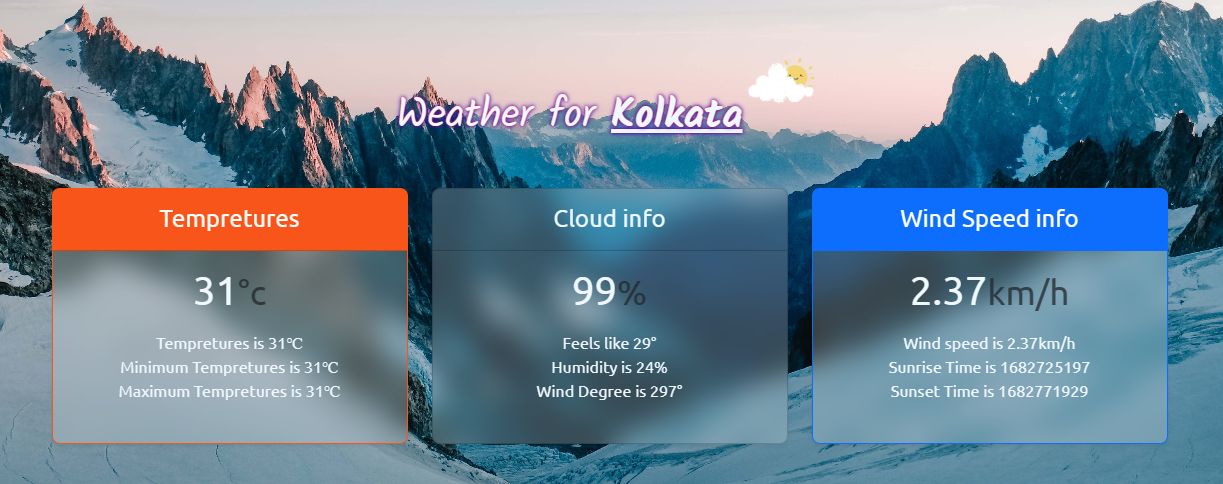 Weather for Kolkata
Tempretures
31°c
Tempretures is 31°C
Minimum Tempretures is 31°C
Maximum Tempretures is 31°C
Cloud info
99%
Feels like 29°
Humidity is 24%
Wind Degree is 297°
Wind Speed info
2.37km/h
Wind speed is 2.37km/h
Sunrise Time is 1682725197
Sunset Time is 1682771929